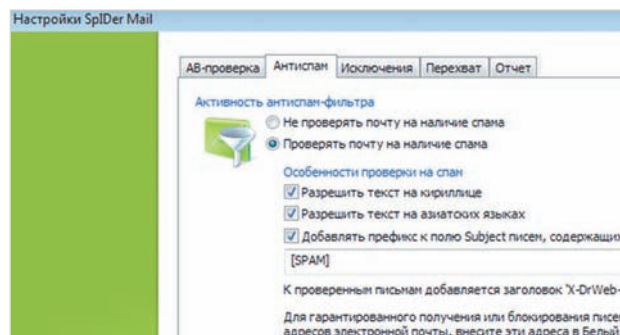 Настройки SpIDer Mail
АВ-проверка Антиспам Исключения Перехват Отчет
Активность антиспам-фильтра
Не проверять почту на наличие спама
Проверять почту на наличие спама
Особенности проверки на спам
Разрешить текст на кириллице
Разрешить текст на азиатских языках
Добавлять префикс к полю Subject писем, содержащих
[SPAM]
К проверенным письмам добавляется заголовок 'X-DrWeb-
Для гарантированного получения или блокирования писе
адресов электронной почты, внесите эти адреса в Белый